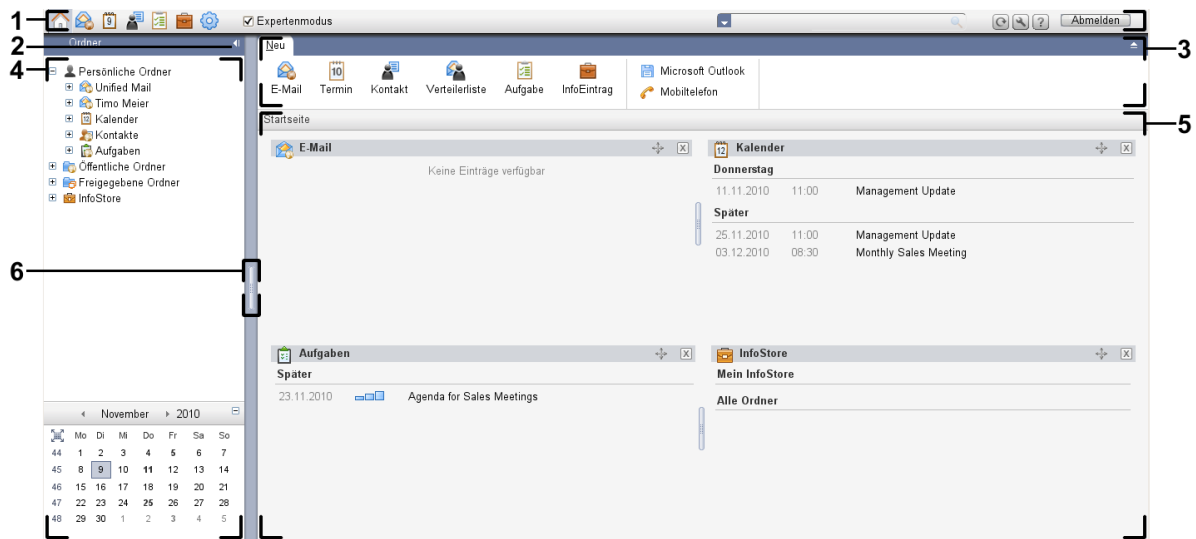 1
9
Expertenmodus
?
Abmelden
2
Ordner
Neu
3
4
Persönliche Ordner
Unified Mail
Timo Meier
12
Kalender
Kontakte
Aufgaben
Öffentliche Ordner
Freigegebene Ordner
InfoStore
10
E-Mail
Termin
Kontakt
Verteilerliste
Aufgabe
InfoEintrag
Microsoft Outlook
Mobiltelefon
5
Startseite
E-Mail
X
Keine Einträge verfügbar
12
Kalender
X
Donnerstag
11.11.2010 11:00 Management Update
Später
25.11.2010 11:00 Management Update
03.12.2010 08:30 Monthly Sales Meeting
6
Aufgaben
X
Später
23.11.2010 Agenda for Sales Meetings
InfoStore
X
Mein InfoStore
Alle Ordner
November 2010
Mo Di Mi Do Fr Sa So
44 1 2 3 4 5 6 7
45 8 9 10 11 12 13 14
46 15 16 17 18 19 20 21
47 22 23 24 25 26 27 28
48 29 30 1 2 3 4 5